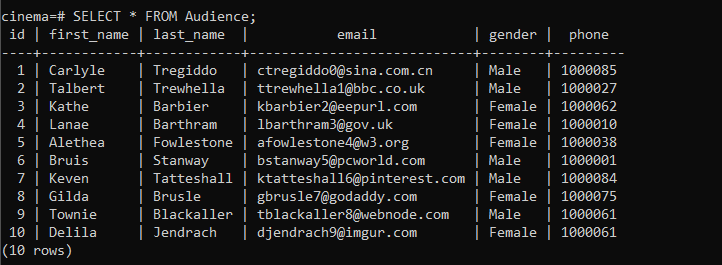 cinema=# SELECT * FROM Audience;
 id | first_name | last_name  |           email            | gender |  phone
----+------------+------------+----------------------------+--------+---------
  1 | Carlyle    | Tregiddo   | ctregiddo0@sina.com.cn     | Male   | 1000085
  2 | Talbert    | Trewhella  | ttrewhella1@bbc.co.uk      | Male   | 1000027
  3 | Kathe      | Barbier    | kbarbier2@eepurl.com       | Female | 1000062
  4 | Lanae      | Barthram   | lbarthram3@gov.uk          | Female | 1000010
  5 | Alethea    | Fowlestone | afowlestone4@w3.org        | Female | 1000038
  6 | Bruis      | Stanway    | bstanway5@pcworld.com      | Male   | 1000001
  7 | Keven      | Tatteshall | ktatteshall6@pinterest.com | Male   | 1000084
  8 | Gilda      | Brusle     | gbrusle7@godaddy.com       | Female | 1000075
  9 | Townie     | Blackaller | tblackaller8@webnode.com   | Male   | 1000061
 10 | Delila     | Jendrach   | djendrach9@imgur.com       | Female | 1000061
(10 rows)